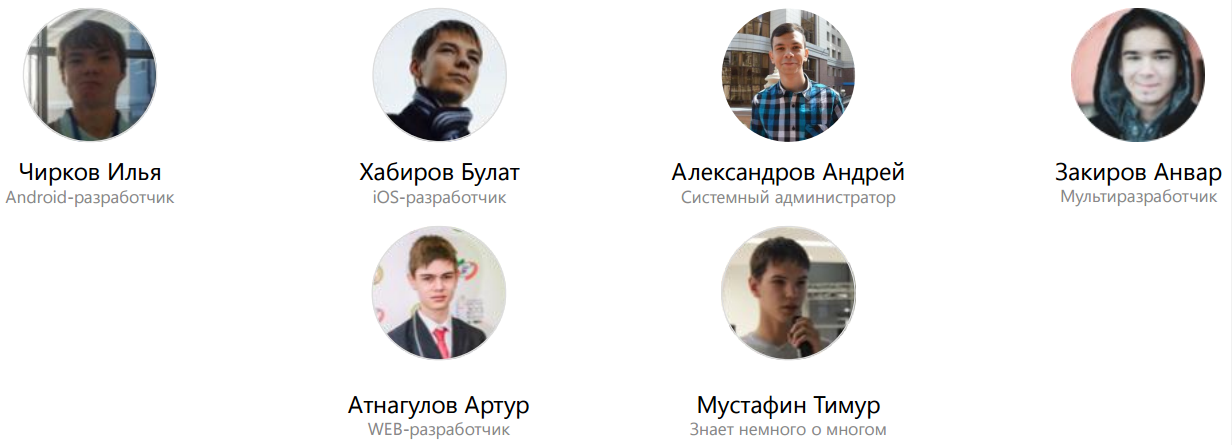 Чирков Илья
Android-разработчик
Хабиров Булат
iOS-разработчик
Александров Андрей
Системный администратор
Закиров Анвар
Мультиразработчик
Атнагулов Артур
WEB-разработчик
Мустафин Тимур
Знает немного о многом